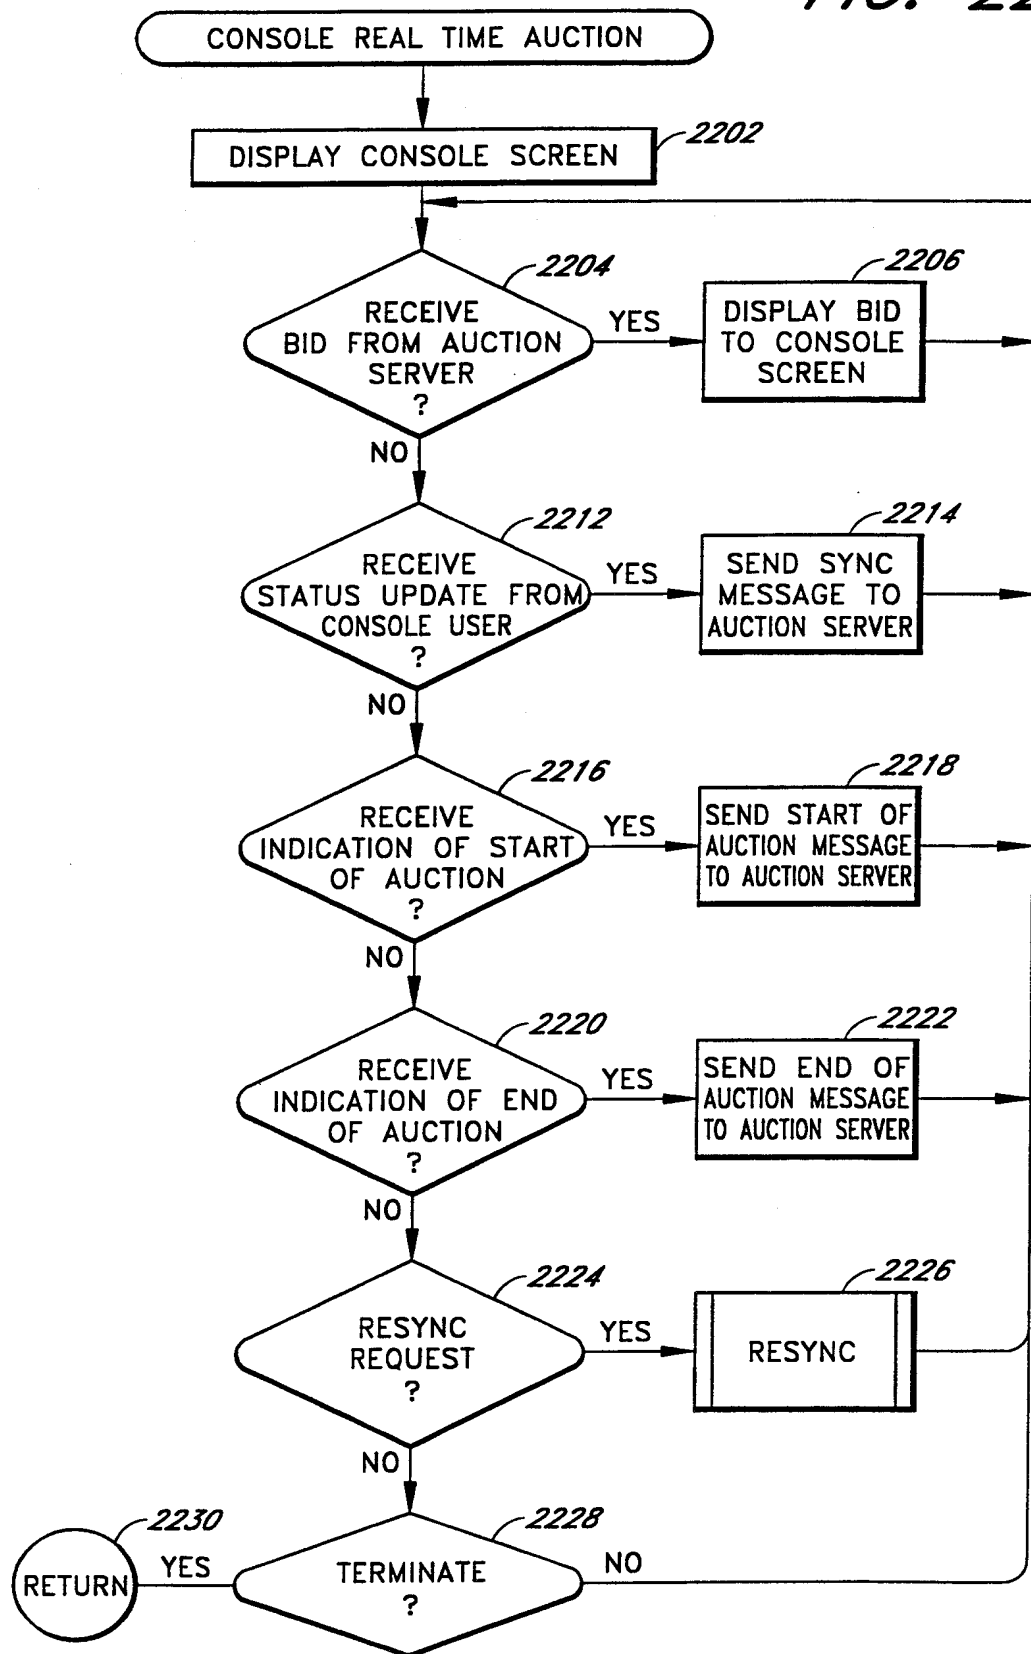 FIG. 22
CONSOLE REAL TIME AUCTION
2202
DISPLAY CONSOLE SCREEN
2204
RECEIVE
BID FROM AUCTION
SERVER
?
YES
2206
DISPLAY BID
TO CONSOLE
SCREEN
NO
2212
RECEIVE
STATUS UPDATE FROM
CONSOLE USER
?
YES
2214
SEND SYNC
MESSAGE TO
AUCTION SERVER
NO
2216
RECEIVE
INDICATION OF START
OF AUCTION
?
YES
2218
SEND START OF
AUCTION MESSAGE
TO AUCTION SERVER
NO
2220
RECEIVE
INDICATION OF END
OF AUCTION
?
YES
2222
SEND END OF
AUCTION MESSAGE
TO AUCTION SERVER
NO
2224
RESYNC
REQUEST
?
YES
2226
RESYNC
NO
2230
RETURN
YES
2228
TERMINATE
?
NO